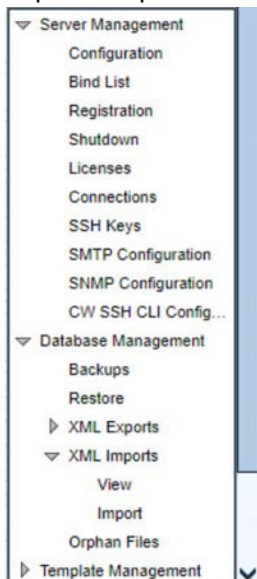 Server Management
Configuration
Bind List
Registration
Shutdown
Licenses
Connections
SSH Keys
SMTP Configuration
SNMP Configuration
CW SSH CLI Config...
Database Management
Backups
Restore
XML Exports
XML Imports
View
Import
Orphan Files
Template Management